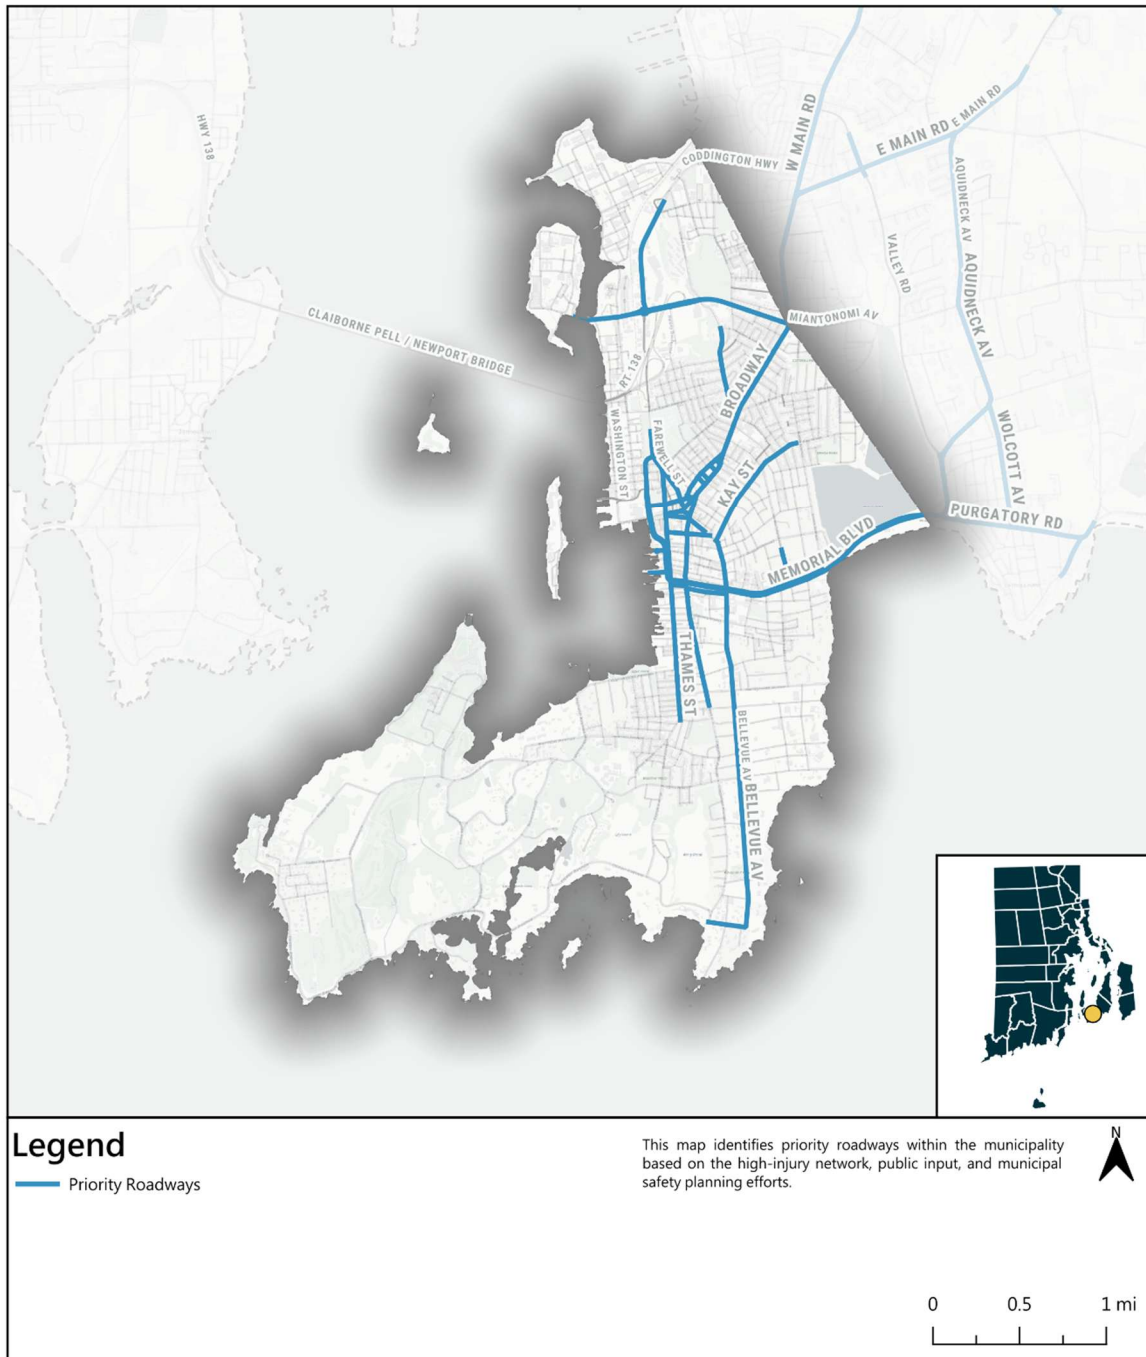 HWY 138
W MAIN RD
E MAIN RD
E MAIN RD
CODDINGTON HWY
AQUIDNECK AV
AQUIDNECK AV
VALLEY RD
CLAIBORNE PELL / NEWPORT BRIDGE
MIANTONOMI AV
RT 138
BROADWAY
WASHINGTON ST
FAREWELL ST
KAY ST
WOLCOTT AV
PURGATORY RD
MEMORIAL BLVD
THAMES ST
BELLEVUE AV
BELLEVUE AV
Legend
Priority Roadways
This map identifies priority roadways within the municipality
based on the high-injury network, public input, and municipal
safety planning efforts.
N
0 0.5 1 mi